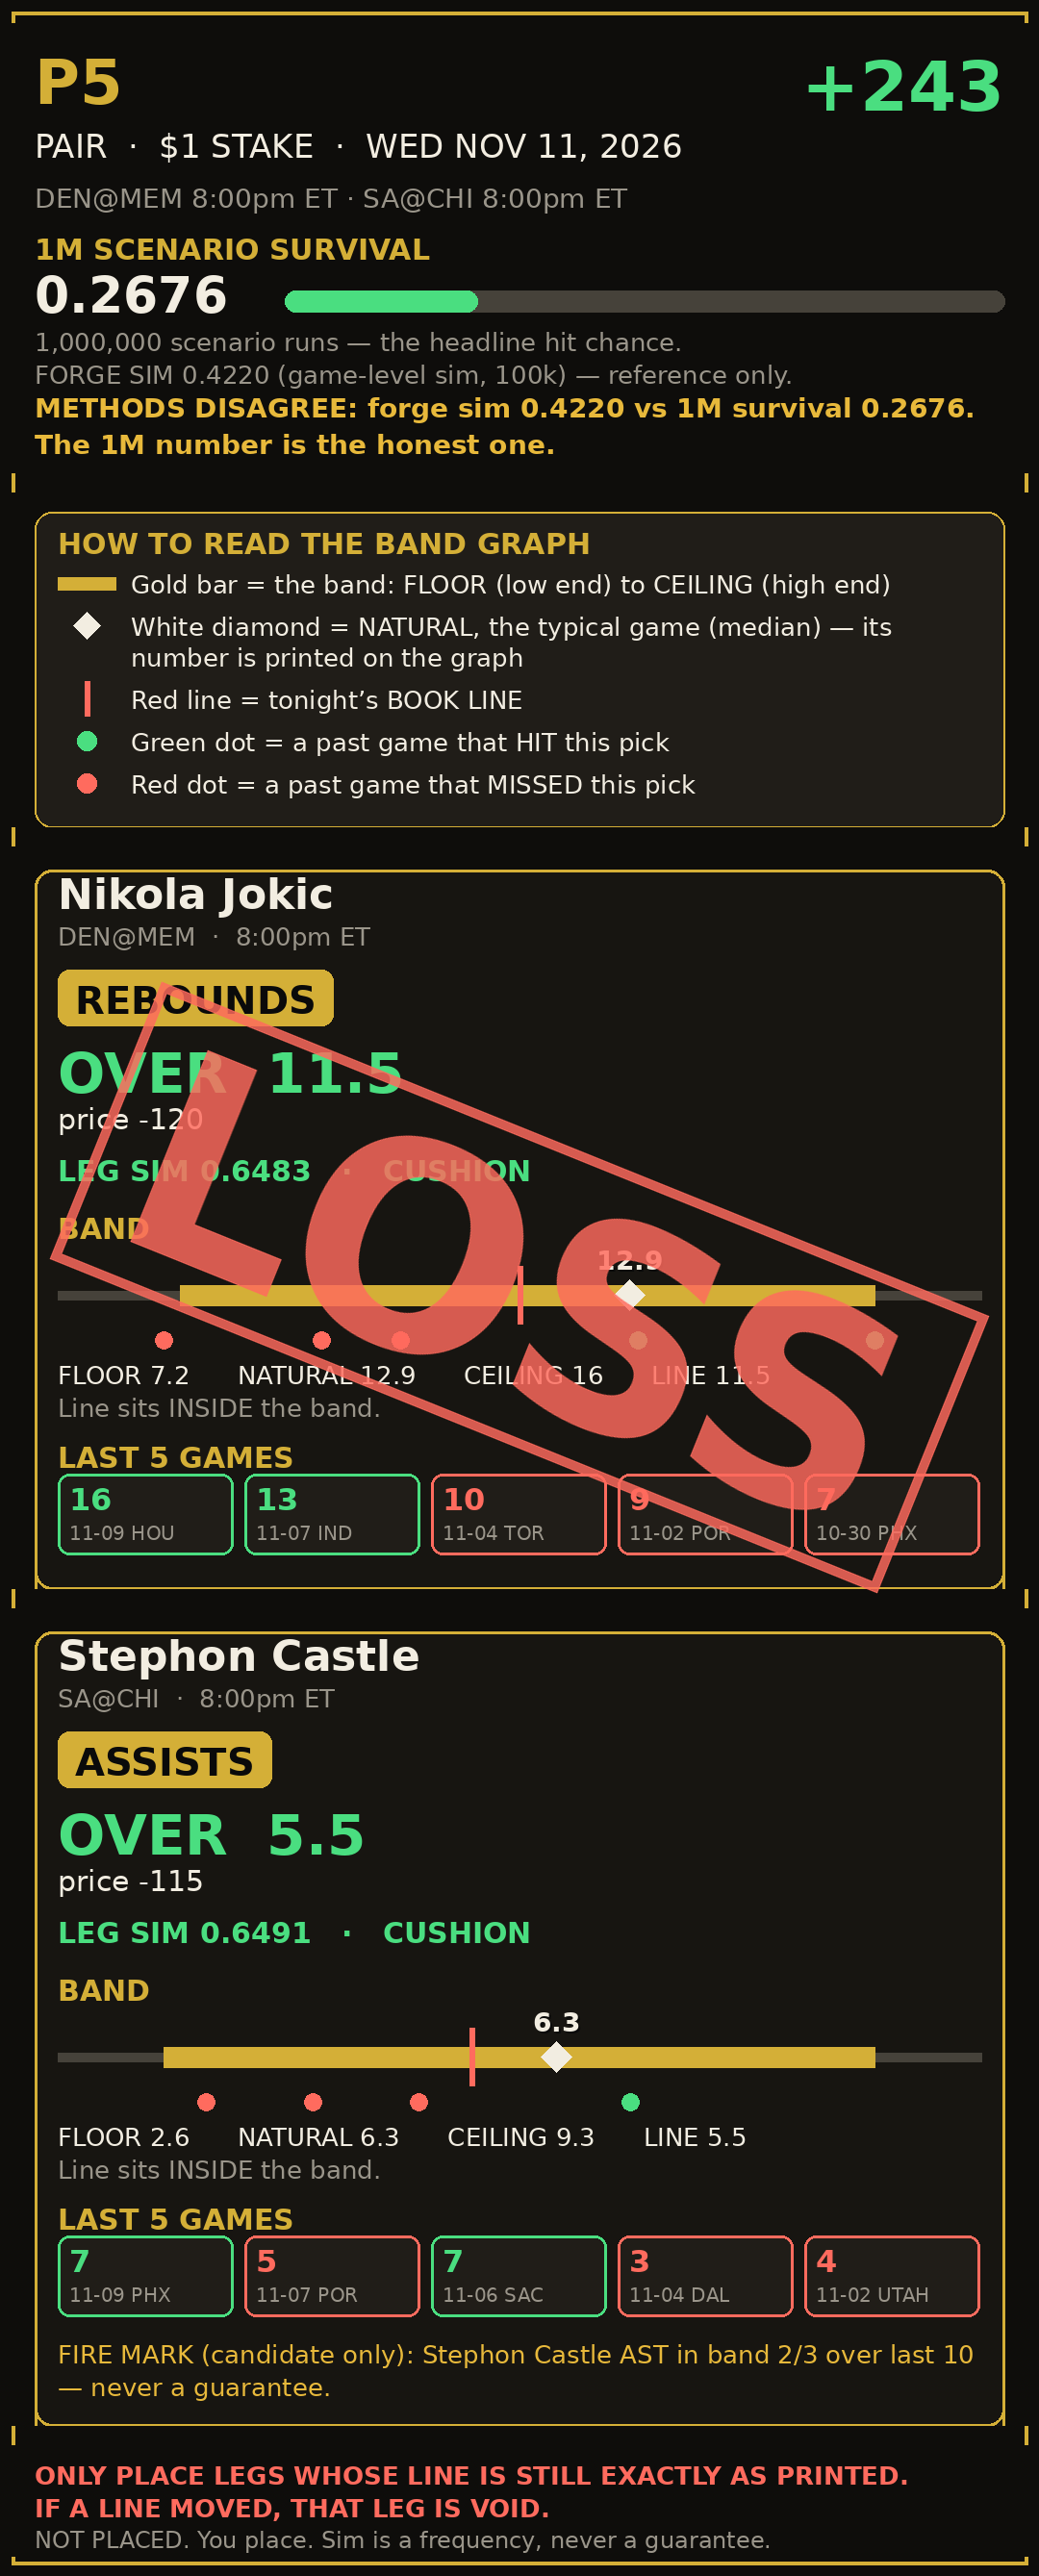 P5
+243
PAIR · $1 STAKE · WED NOV 11, 2026
DEN@MEM 8:00pm ET · SA@CHI 8:00pm ET
1M SCENARIO SURVIVAL
0.2676
1,000,000 scenario runs — the headline hit chance.
FORGE SIM 0.4220 (game-level sim, 100k) — reference only.
METHODS DISAGREE: forge sim 0.4220 vs 1M survival 0.2676.
The 1M number is the honest one.
HOW TO READ THE BAND GRAPH
Gold bar = the band: FLOOR (low end) to CEILING (high end)
White diamond = NATURAL, the typical game (median) — its
number is printed on the graph
Red line = tonight’s BOOK LINE
Green dot = a past game that HIT this pick
Red dot = a past game that MISSED this pick
Nikola Jokic
DEN@MEM · 8:00pm ET
REBOUNDS
OVER 11.5
price -120
LEG SIM 0.6483 · CUSHION
BAND
12.9
LOSS
FLOOR 7.2 NATURAL 12.9 CEILING 16 LINE 11.5
Line sits INSIDE the band.
LAST 5 GAMES
16 13 10 9 7
11-09 HOU 11-07 IND 11-04 TOR 11-02 POR 10-30 PHX
Stephon Castle
SA@CHI · 8:00pm ET
ASSISTS
OVER 5.5
price -115
LEG SIM 0.6491 · CUSHION
BAND
6.3
FLOOR 2.6 NATURAL 6.3 CEILING 9.3 LINE 5.5
Line sits INSIDE the band.
LAST 5 GAMES
7 5 7 3 4
11-09 PHX 11-07 POR 11-06 SAC 11-04 DAL 11-02 UTAH
FIRE MARK (candidate only): Stephon Castle AST in band 2/3 over last 10
— never a guarantee.
ONLY PLACE LEGS WHOSE LINE IS STILL EXACTLY AS PRINTED.
IF A LINE MOVED, THAT LEG IS VOID.
NOT PLACED. You place. Sim is a frequency, never a guarantee.